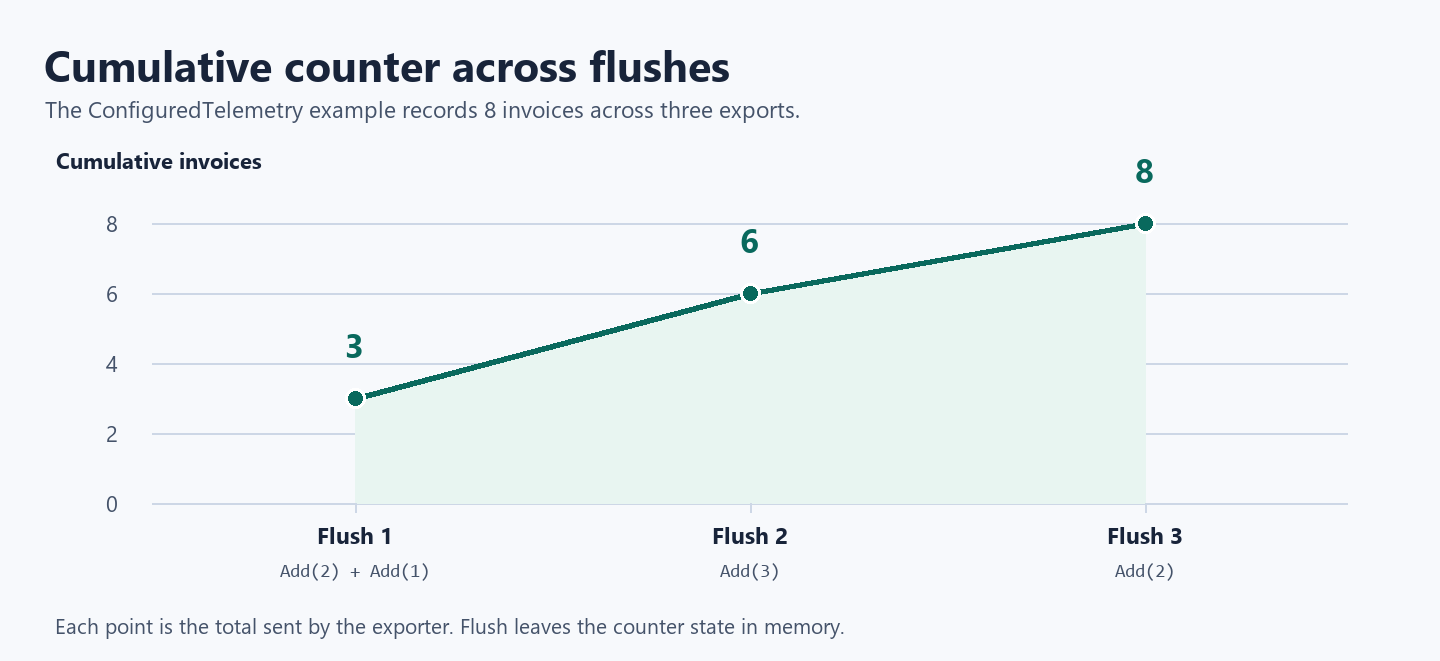 Cumulative counter across flushes
The ConfiguredTelemetry example records 8 invoices across three exports.
Cumulative invoices
8
8
6
6
4
3
2
0
Flush 1
Flush 2
Flush 3
Add(2) + Add(1)
Add(3)
Add(2)
Each point is the total sent by the exporter. Flush leaves the counter state in memory.